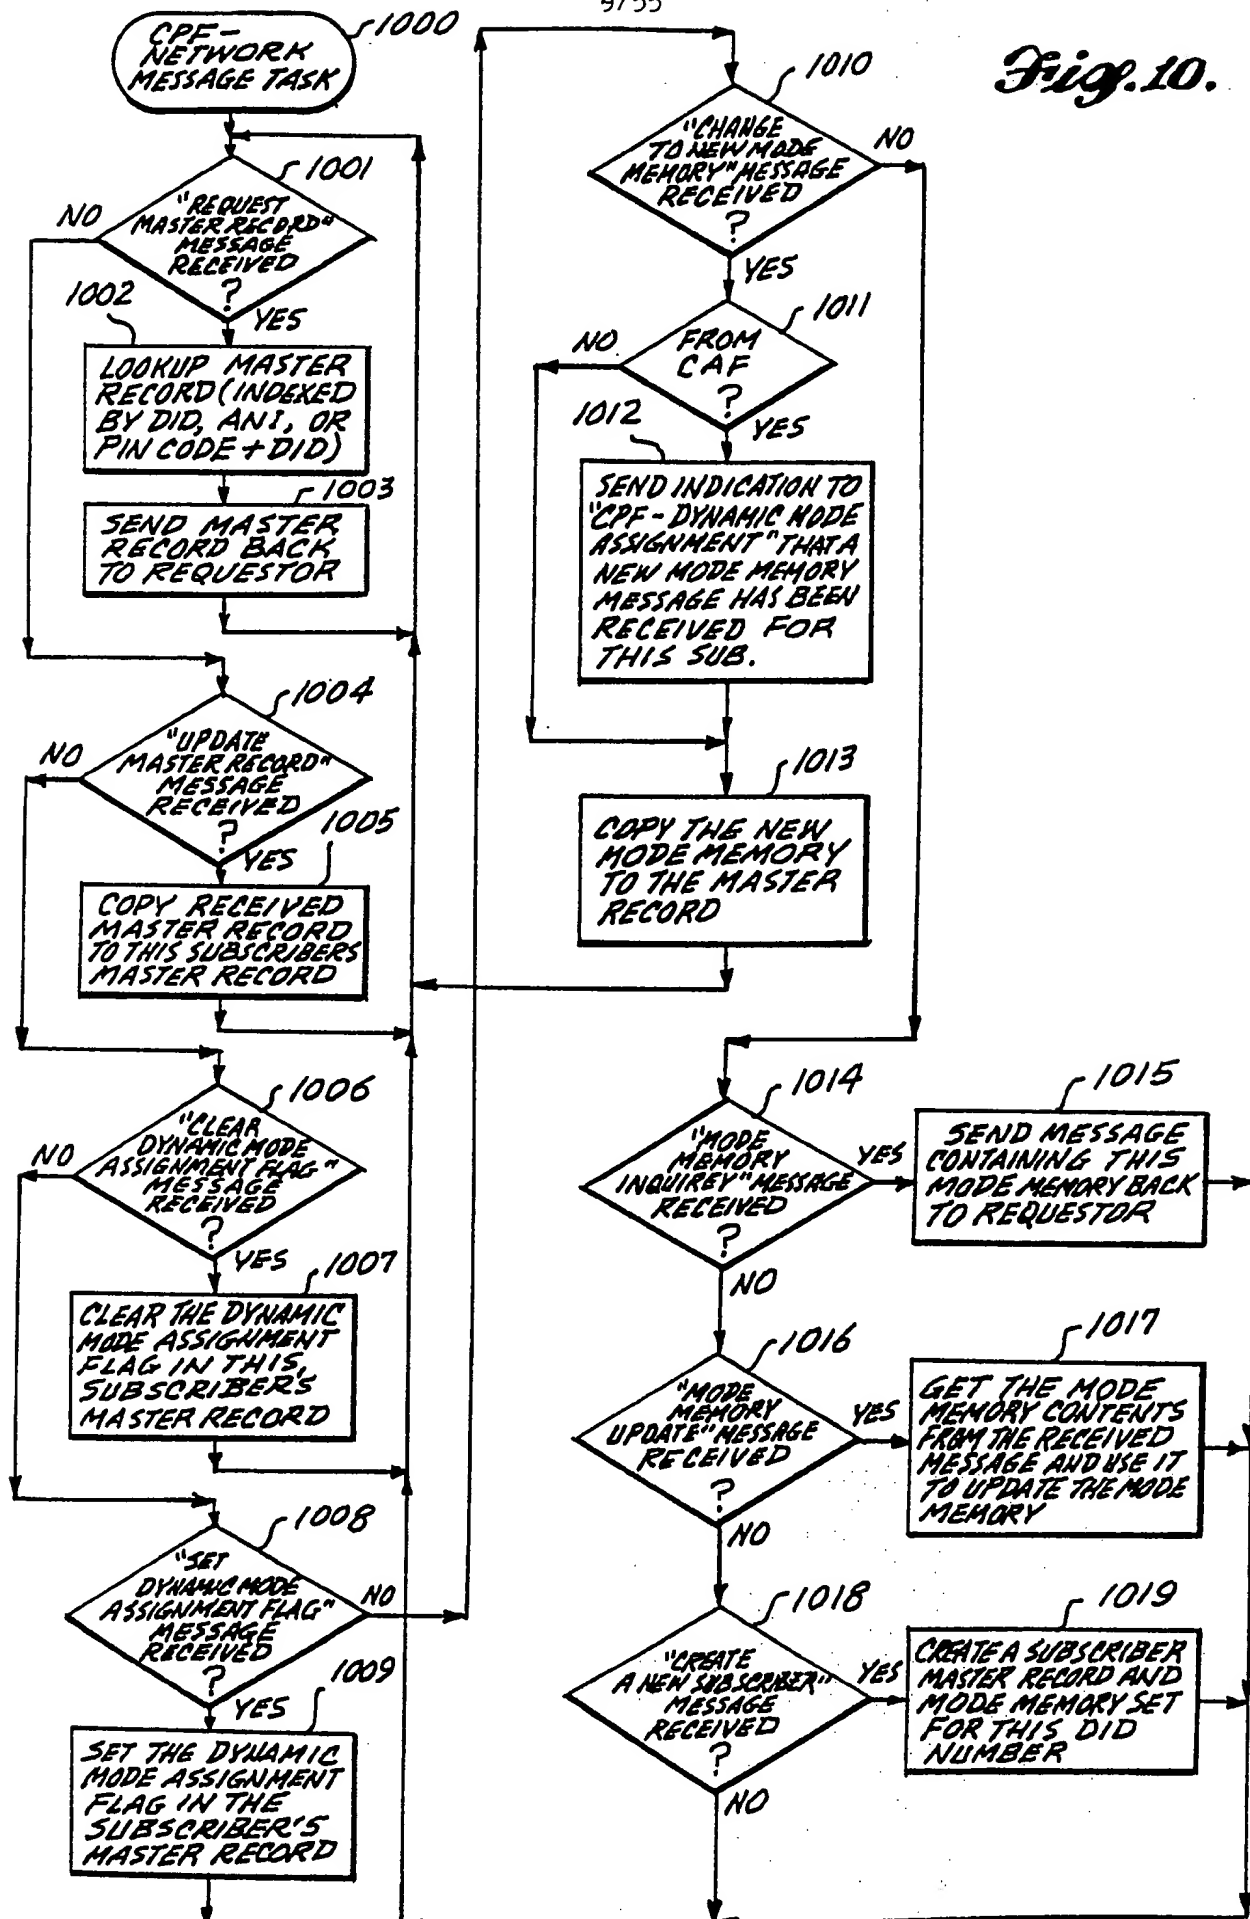 9/55
Fig. 10.
CPF-
NETWORK
MESSAGE TASK
1000
1001
"REQUEST
MASTER RECORD"
MESSAGE
RECEIVED
?
NO
YES
1002
LOOKUP MASTER
RECORD (INDEXED
BY DID, ANI, OR
PIN CODE + DID)
1003
SEND MASTER
RECORD BACK
TO REQUESTOR
1004
"UPDATE
MASTER RECORD"
MESSAGE
RECEIVED
?
NO
YES
1005
COPY RECEIVED
MASTER RECORD
TO THIS SUBSCRIBERS
MASTER RECORD
1006
"CLEAR
DYNAMIC MODE
ASSIGNMENT FLAG"
MESSAGE
RECEIVED
?
NO
YES
1007
CLEAR THE DYNAMIC
MODE ASSIGNMENT
FLAG IN THIS,
SUBSCRIBER'S
MASTER RECORD
1008
"SET
DYNAMIC MODE
ASSIGNMENT FLAG"
MESSAGE
RECEIVED
?
NO
YES
1009
SET THE DYNAMIC
MODE ASSIGNMENT
FLAG IN THE
SUBSCRIBER'S
MASTER RECORD
1010
"CHANGE
TO NEW MODE
MEMORY" MESSAGE
RECEIVED
?
NO
YES
1011
FROM
CAF
?
NO
YES
1012
SEND INDICATION TO
"CPF-DYNAMIC MODE
ASSIGNMENT" THAT A
NEW MODE MEMORY
MESSAGE HAS BEEN
RECEIVED FOR
THIS SUB.
1013
COPY THE NEW
MODE MEMORY
TO THE MASTER
RECORD
1014
"MODE
MEMORY
INQUIREY" MESSAGE
RECEIVED
?
YES
NO
1015
SEND MESSAGE
CONTAINING THIS
MODE MEMORY BACK
TO REQUESTOR
1016
"MODE
MEMORY
UPDATE" MESSAGE
RECEIVED
?
YES
NO
1017
GET THE MODE
MEMORY CONTENTS
FROM THE RECEIVED
MESSAGE AND USE IT
TO UPDATE THE MODE
MEMORY
1018
"CREATE
A NEW SUBSCRIBER"
MESSAGE
RECEIVED
?
YES
NO
1019
CREATE A SUBSCRIBER
MASTER RECORD AND
MODE MEMORY SET
FOR THIS DID
NUMBER